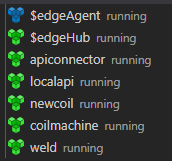 $edgeAgent running
$edgeHub running
apiconnector running
localapi running
newcoil running
coilmachine running
weld running